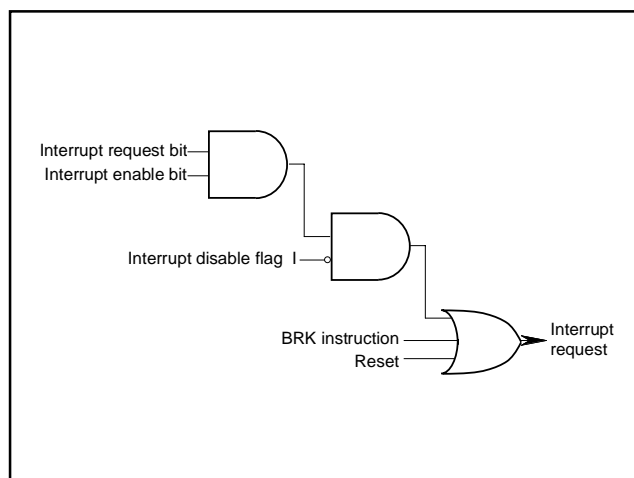 Interrupt request bit
Interrupt enable bit
Interrupt disable flag I
BRK instruction
Reset
Interrupt
request